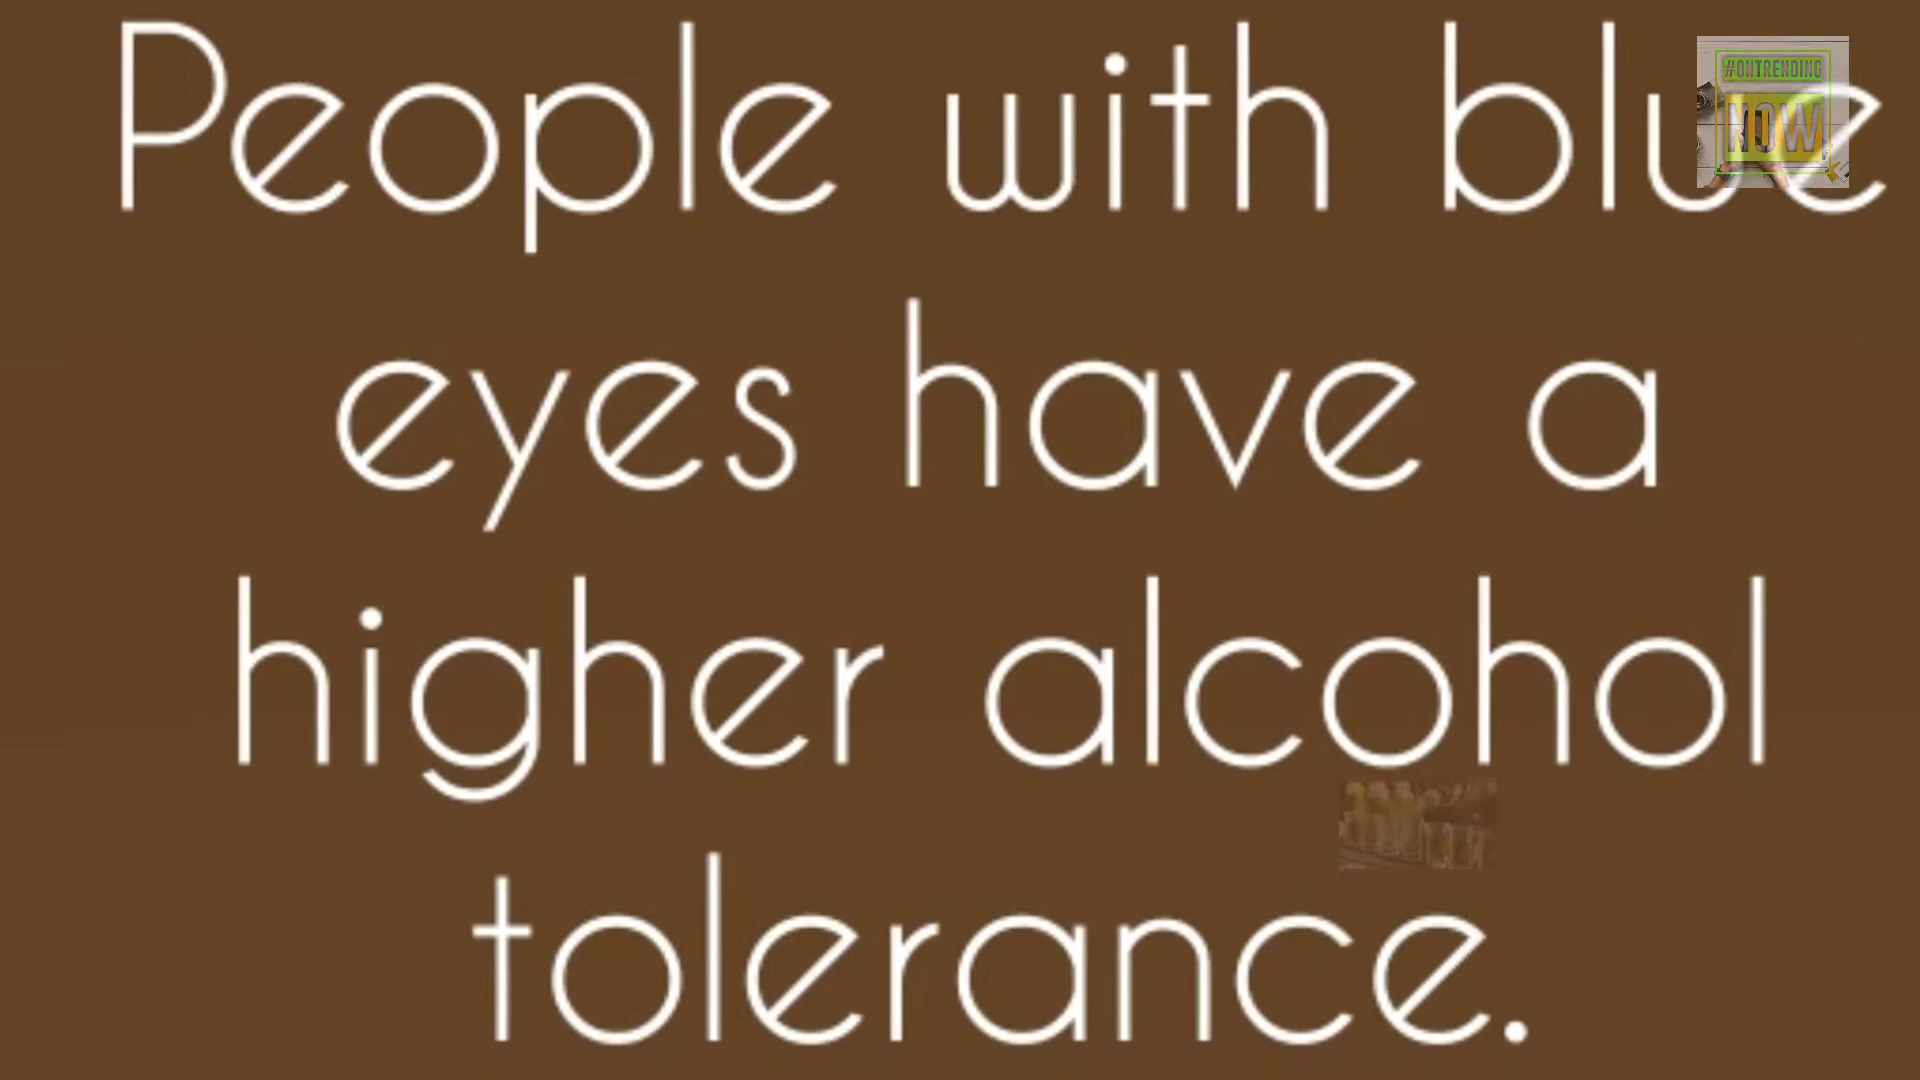 People with blue
eyes have a
higher alcohol
tolerance.
#ONTRENDING
NOW